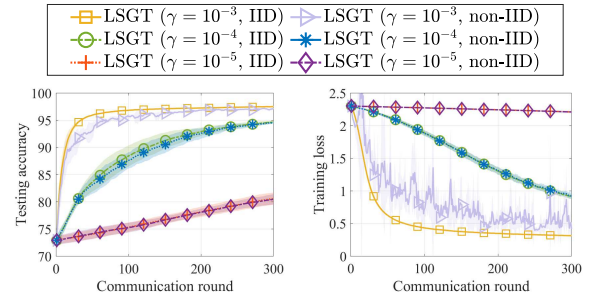 LSGT (γ = 10⁻³, IID) LSGT (γ = 10⁻³, non-IID)
LSGT (γ = 10⁻⁴, IID) LSGT (γ = 10⁻⁴, non-IID)
LSGT (γ = 10⁻⁵, IID) LSGT (γ = 10⁻⁵, non-IID)
Testing accuracy
100
95
90
85
80
75
70
0 100 200 300
Communication round
Training loss
2.5
2
1.5
1
0.5
0
0 100 200 300
Communication round